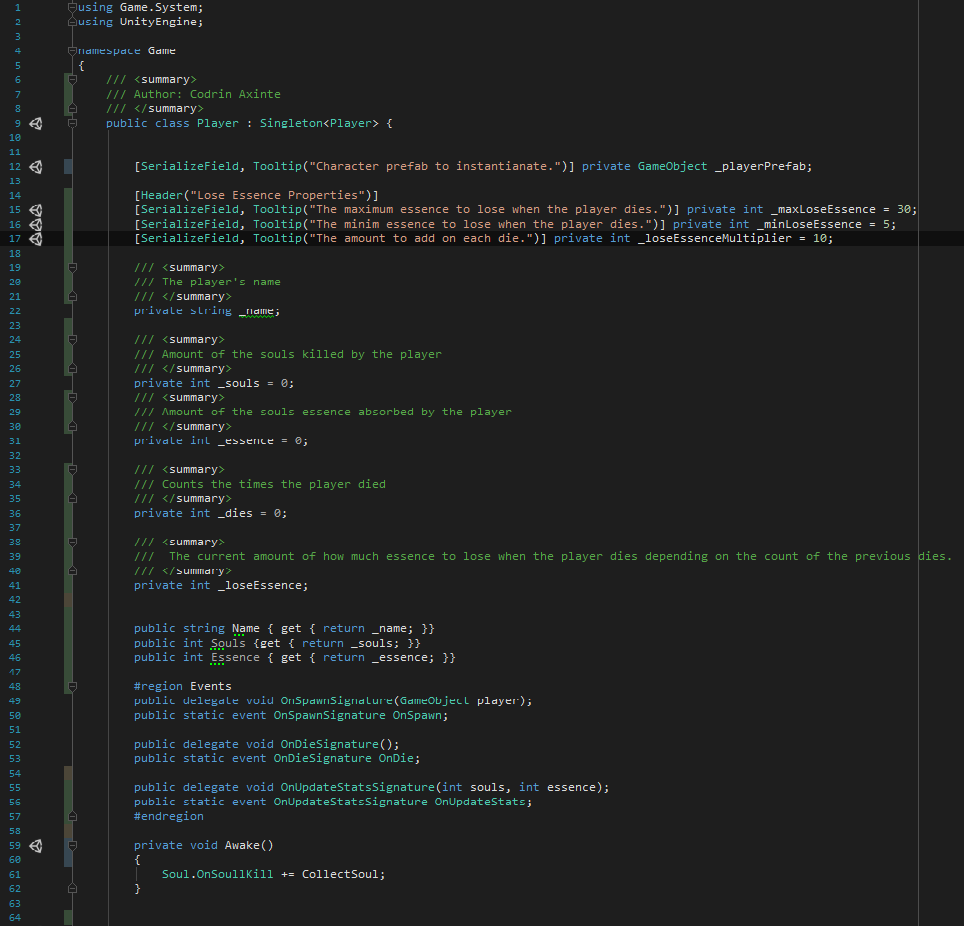 1 using Game.System;
2 using UnityEngine;
3
4 namespace Game
5 {
6 /// <summary>
7 /// Author: Codrin Axinte
8 /// </summary>
9 public class Player : Singleton<Player> {
10
11
12 [SerializeField, Tooltip("Character prefab to instantianate.")] private GameObject _playerPrefab;
13
14 [Header("Lose Essence Properties")]
15 [SerializeField, Tooltip("The maximum essence to lose when the player dies.")] private int _maxLoseEssence = 30;
16 [SerializeField, Tooltip("The minim essence to lose when the player dies.")] private int _minLoseEssence = 5;
17 [SerializeField, Tooltip("The amount to add on each die.")] private int _loseEssenceMultiplier = 10;
18
19 /// <summary>
20 /// The player's name
21 /// </summary>
22 private string _name;
23
24 /// <summary>
25 /// Amount of the souls killed by the player
26 /// </summary>
27 private int _souls = 0;
28 /// <summary>
29 /// Amount of the souls essence absorbed by the player
30 /// </summary>
31 private int _essence = 0;
32
33 /// <summary>
34 /// Counts the times the player died
35 /// </summary>
36 private int _dies = 0;
37
38 /// <summary>
39 ///  The current amount of how much essence to lose when the player dies depending on the count of the previous dies.
40 /// </summary>
41 private int _loseEssence;
42
43
44 public string Name { get { return _name; }}
45 public int Souls {get { return _souls; }}
46 public int Essence { get { return _essence; }}
47
48 #region Events
49 public delegate void OnSpawnSignature(GameObject player);
50 public static event OnSpawnSignature OnSpawn;
51
52 public delegate void OnDieSignature();
53 public static event OnDieSignature OnDie;
54
55 public delegate void OnUpdateStatsSignature(int souls, int essence);
56 public static event OnUpdateStatsSignature OnUpdateStats;
57 #endregion
58
59 private void Awake()
60 {
61 Soul.OnSoullKill += CollectSoul;
62 }
63
64